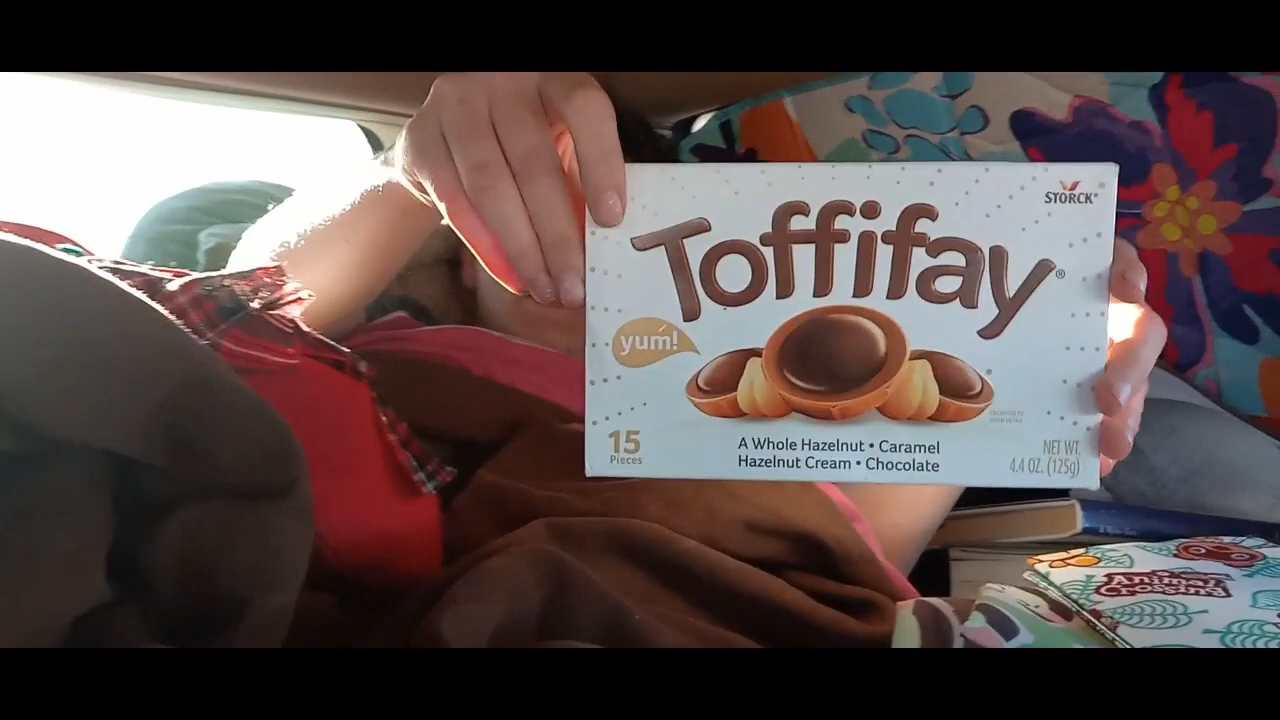 STORCK®
Toffifay®
yum!
15
Pieces
A Whole Hazelnut • Caramel
Hazelnut Cream • Chocolate
NET WT.
4.4 OZ. (125g)
Animal
Crossing